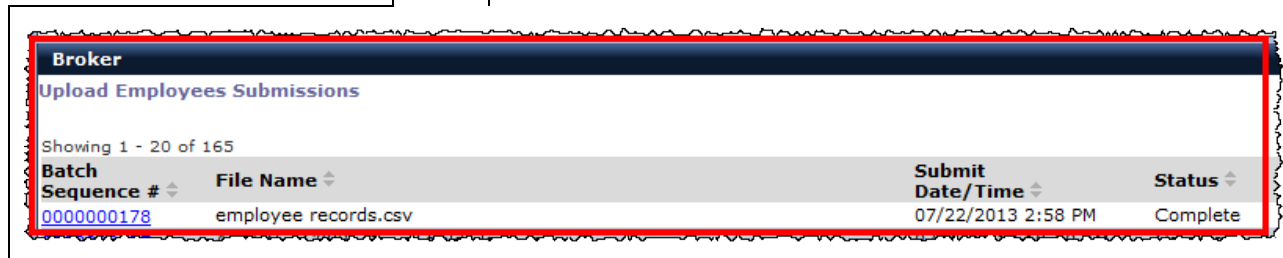 Broker
Upload Employees Submissions
Showing 1 - 20 of 165
Batch Sequence # File Name Submit Date/Time Status
0000000178 employee records.csv 07/22/2013 2:58 PM Complete